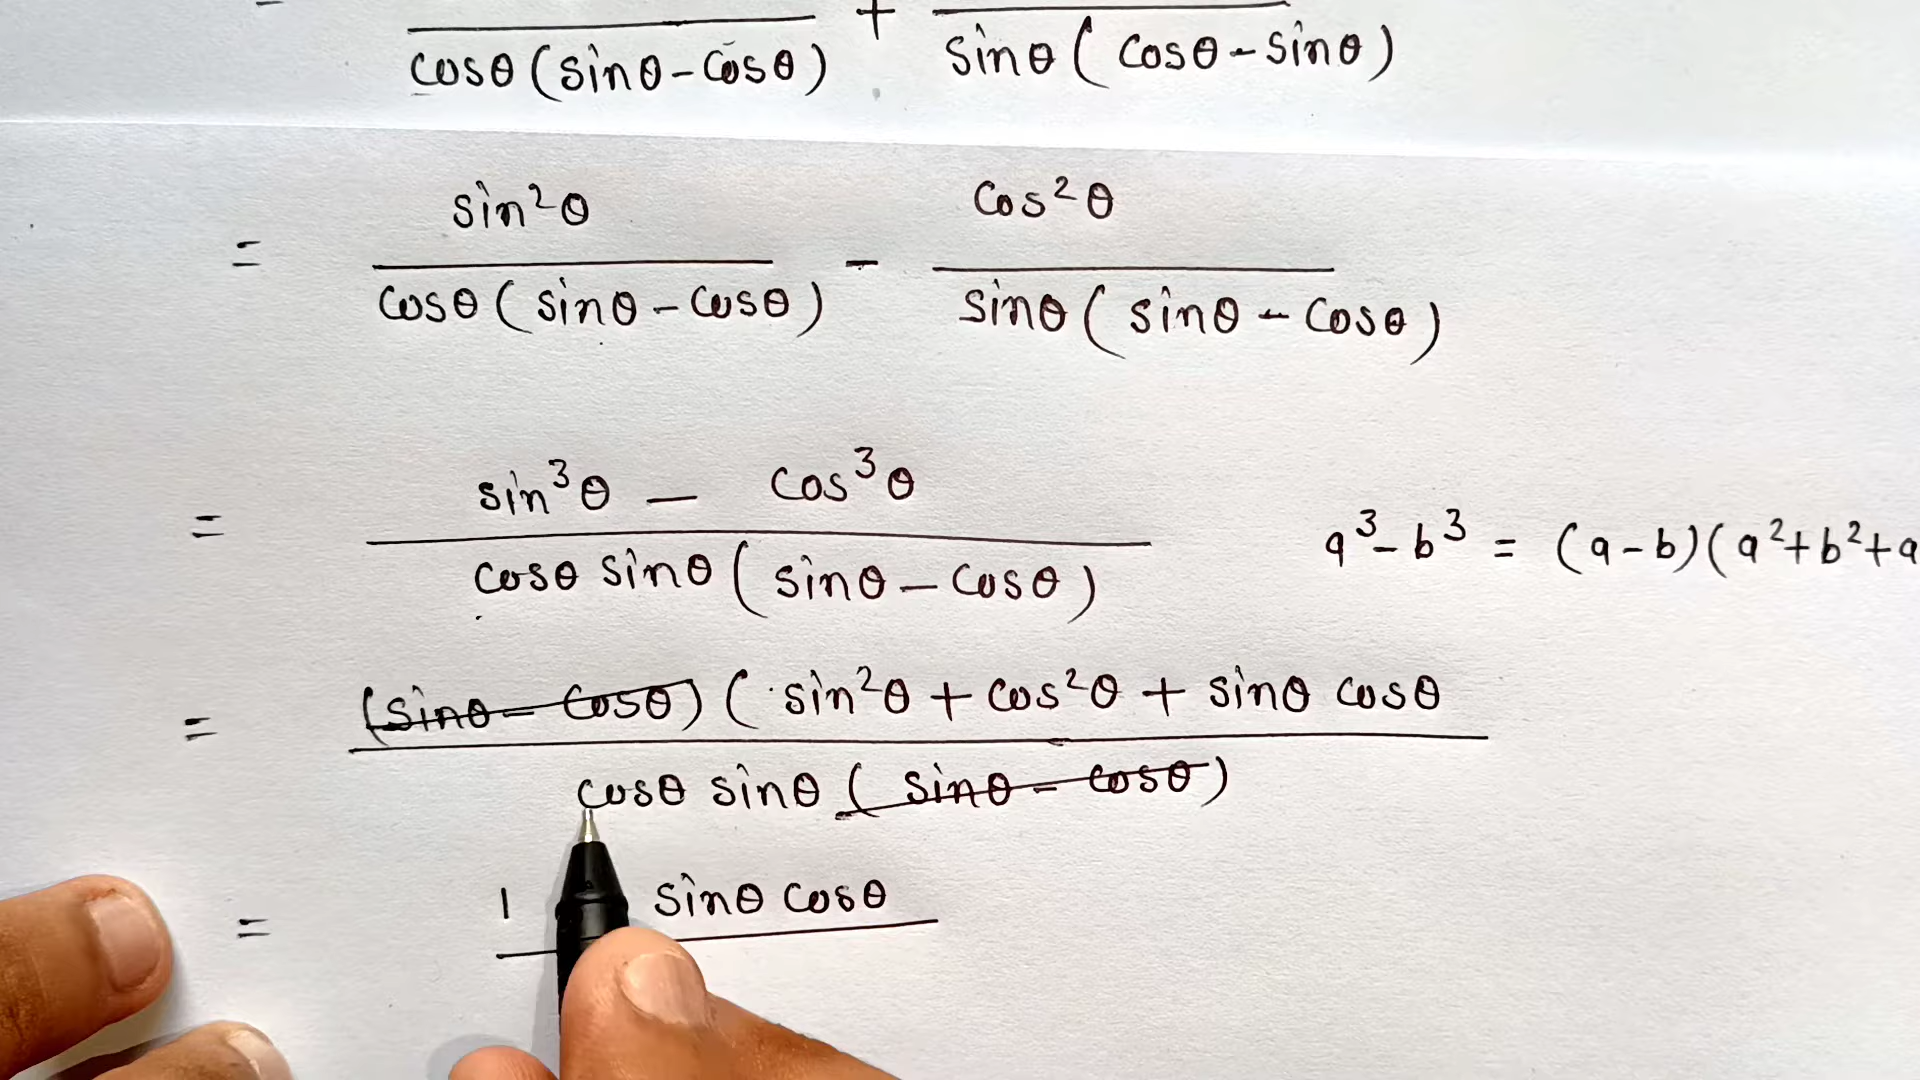 cosθ (sinθ - cosθ) + sinθ ( cosθ - sinθ)
= sin²θ / cosθ ( sinθ - cosθ) - cos²θ / sinθ ( sinθ - cosθ)
= sin³θ - cos³θ / cosθ sinθ ( sinθ - cosθ)
a³ - b³ = (a - b) ( a² + b² + a
= (sinθ - cosθ) ( sin²θ + cos²θ + sinθ cosθ / cosθ sinθ ( sinθ - cosθ)
= 1 sinθ cosθ